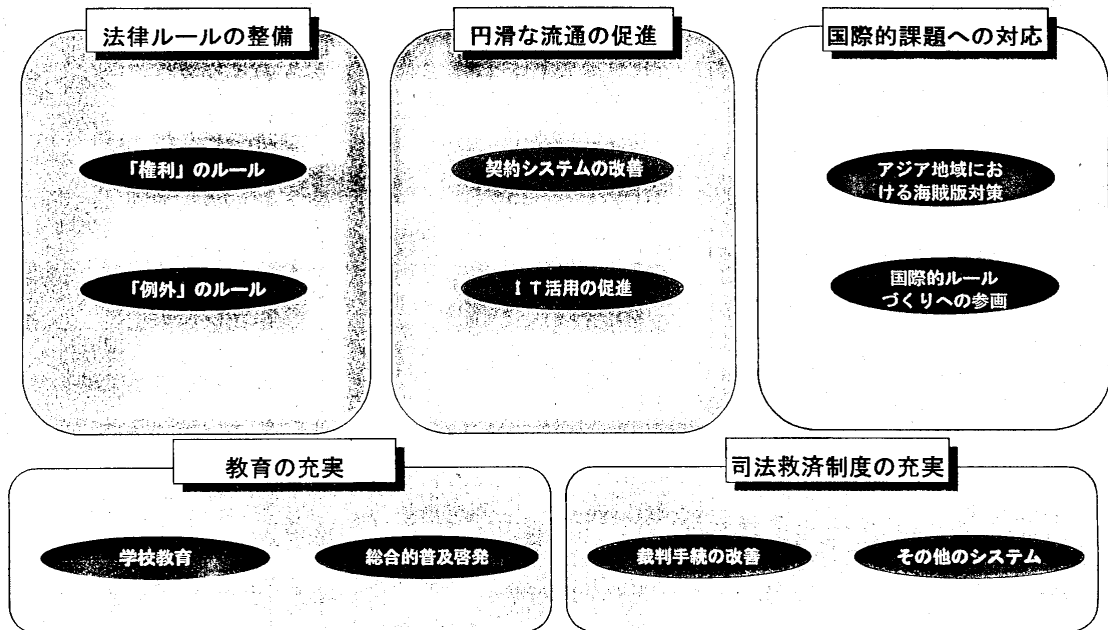 法律ルールの整備
「権利」のルール
「例外」のルール
円滑な流通の促進
契約システムの改善
IT活用の促進
国際的課題への対応
アジア地域にお
ける海賊版対策
国際的ルール
づくりへの参画
教育の充実
学校教育
総合的普及啓発
司法救済制度の充実
裁判手続の改善
その他のシステム